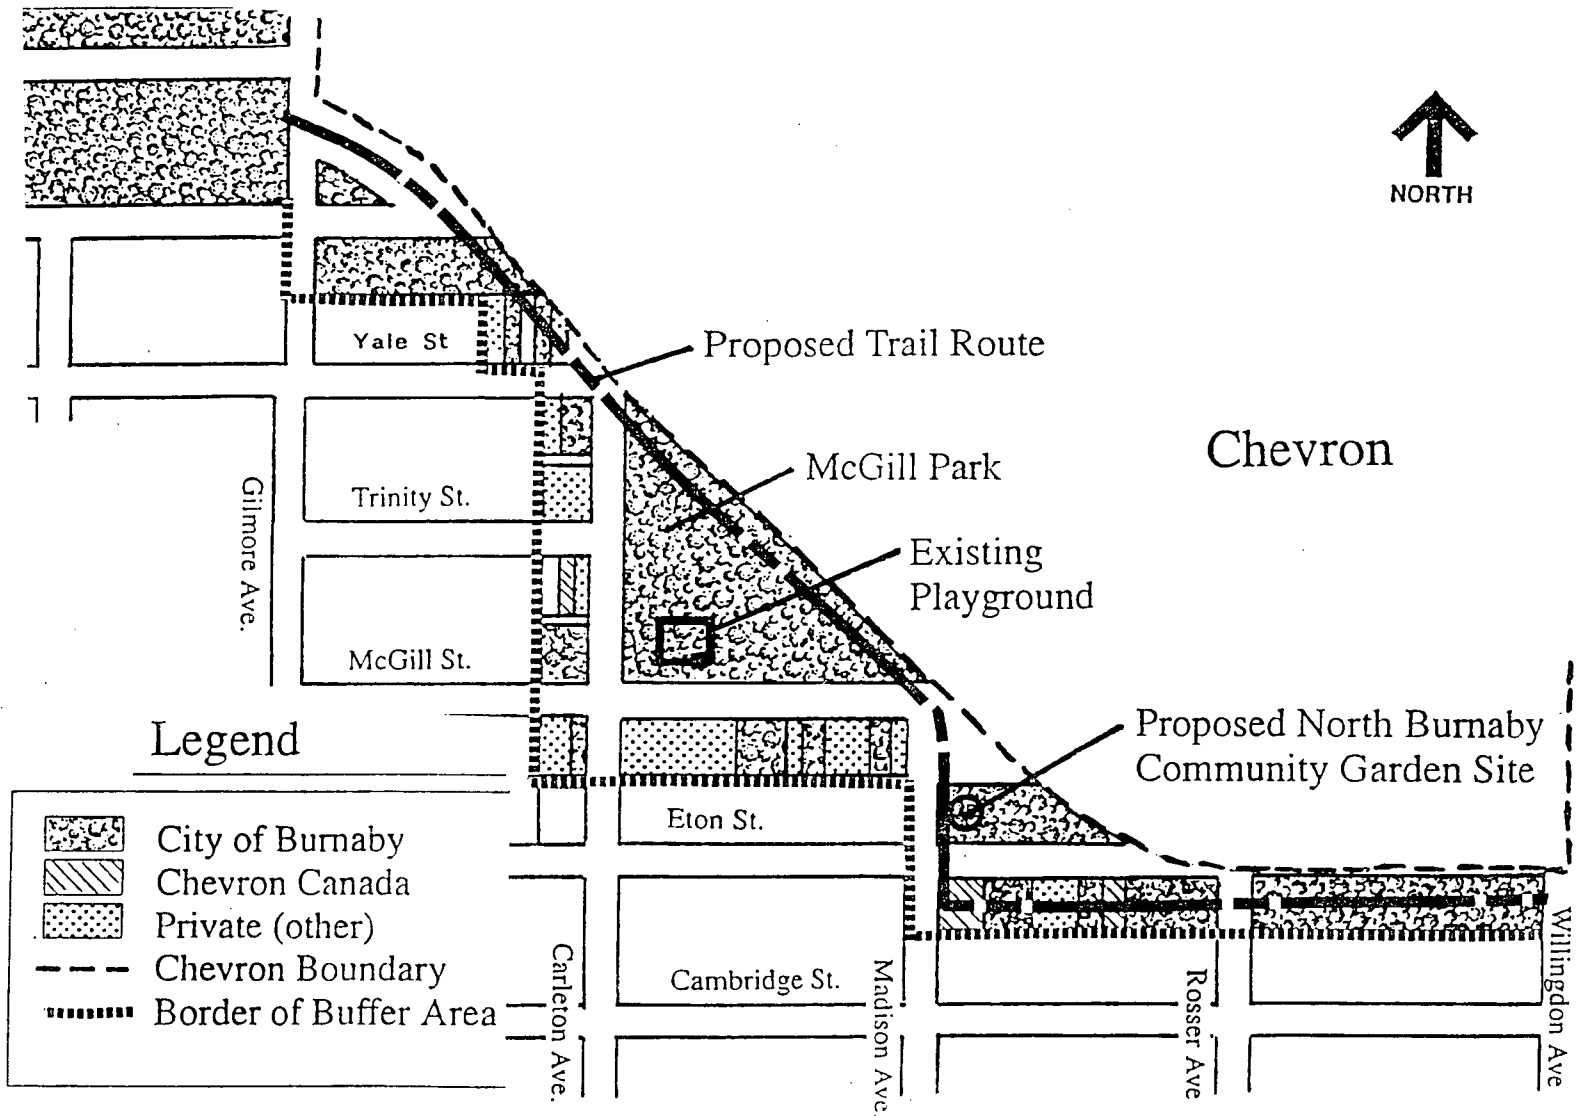 NORTH
Yale St
Proposed Trail Route
Chevron
McGill Park
Trinity St.
Gilmore Ave.
Existing
Playground
McGill St.
Proposed North Burnaby
Community Garden Site
Legend
City of Burnaby
Chevron Canada
Private (other)
Chevron Boundary
Border of Buffer Area
Eton St.
Cambridge St.
Carleton Ave.
Madison Ave.
Rosser Ave
Willingdon Ave